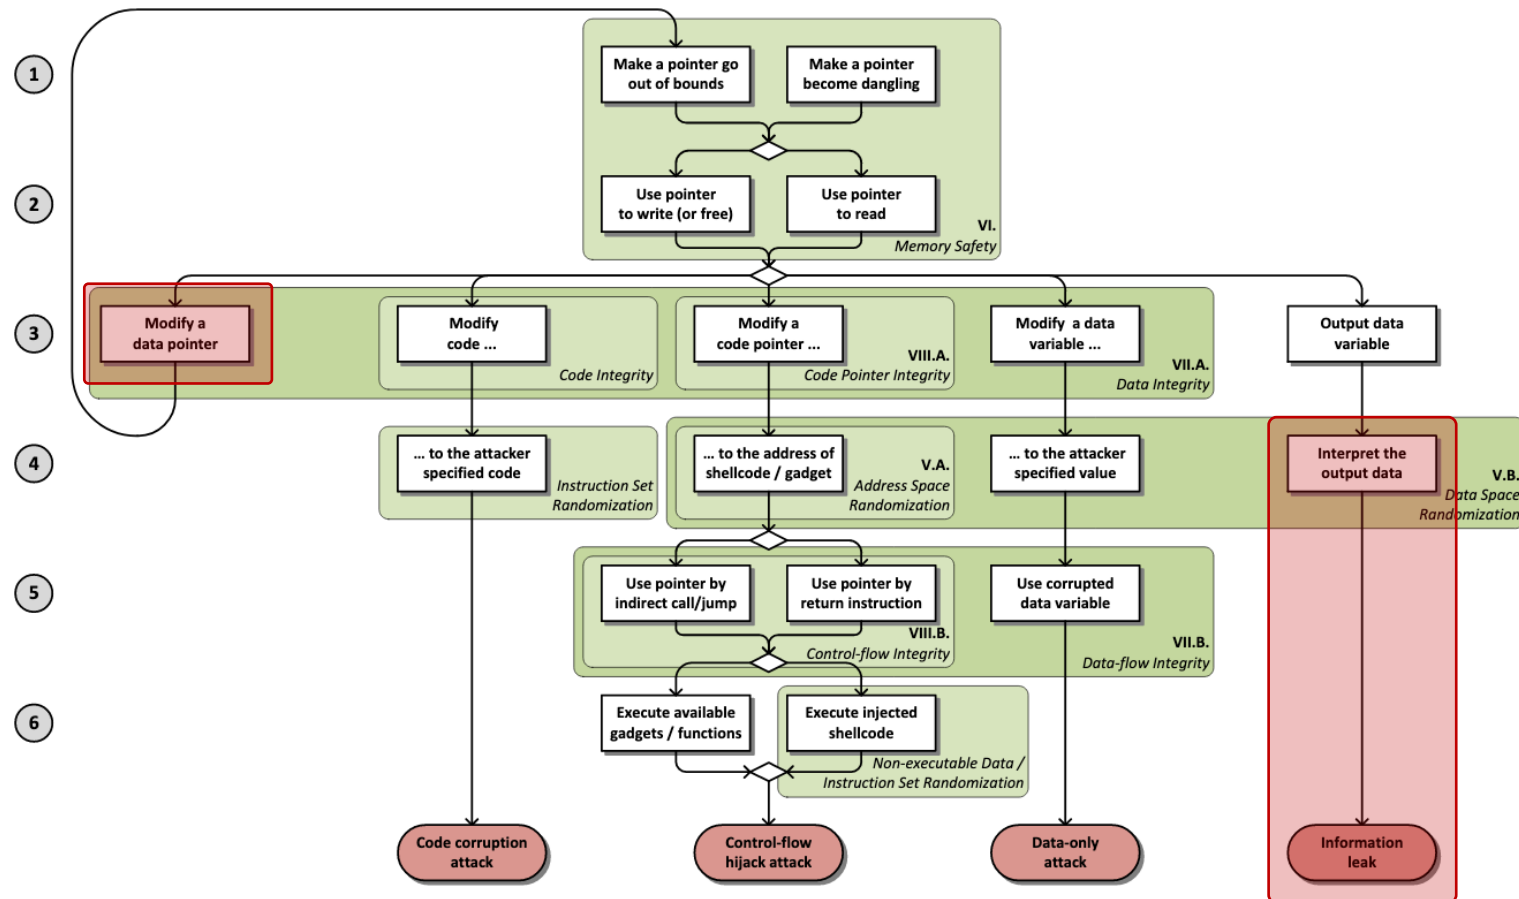 1
Make a pointer go
out of bounds
Make a pointer
become dangling
2
Use pointer
to write (or free)
Use pointer
to read
VI.
Memory Safety
3
Modify a
data pointer
Modify
code ...
Code Integrity
Modify a
code pointer ...
VIII.A.
Code Pointer Integrity
Modify a data
variable ...
VII.A.
Data Integrity
Output data
variable
4
... to the attacker
specified code
Instruction Set
Randomization
... to the address of
shellcode / gadget
V.A.
Address Space
Randomization
... to the attacker
specified value
Interpret the
output data
V.B.
Data Space
Randomization
5
Use pointer by
indirect call/jump
Use pointer by
return instruction
VIII.B.
Control-flow Integrity
Use corrupted
data variable
VII.B.
Data-flow Integrity
6
Execute available
gadgets / functions
Execute injected
shellcode
Non-executable Data /
Instruction Set Randomization
Code corruption
attack
Control-flow
hijack attack
Data-only
attack
Information
leak